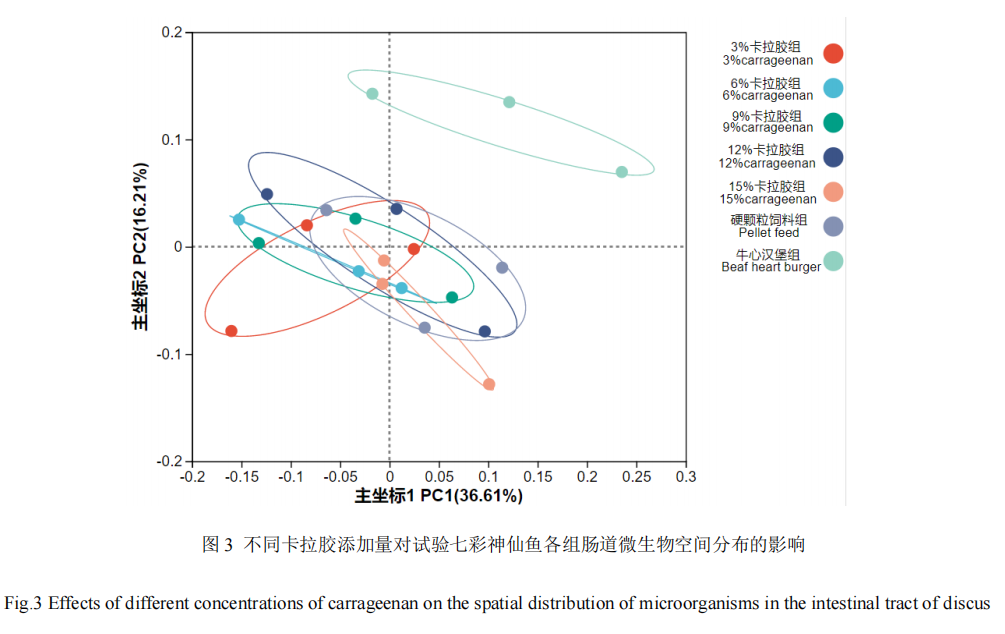 0.2
0.1
0
-0.1
-0.2
主坐标2 PC2(16.21%)
-0.2
-0.15
-0.1
-0.05
0
0.05
0.1
0.15
0.2
0.25
0.3
主坐标1 PC1(36.61%)
3%卡拉胶组
3%carrageenan
6%卡拉胶组
6%carrageenan
9%卡拉胶组
9%carrageenan
12%卡拉胶组
12%carrageenan
15%卡拉胶组
15%carrageenan
硬颗粒饲料组
Pellet feed
牛心汉堡组
Beaf heart burger
图 3 不同卡拉胶添加量对试验七彩神仙鱼各组肠道微生物空间分布的影响
Fig.3 Effects of different concentrations of carrageenan on the spatial distribution of microorganisms in the intestinal tract of discus